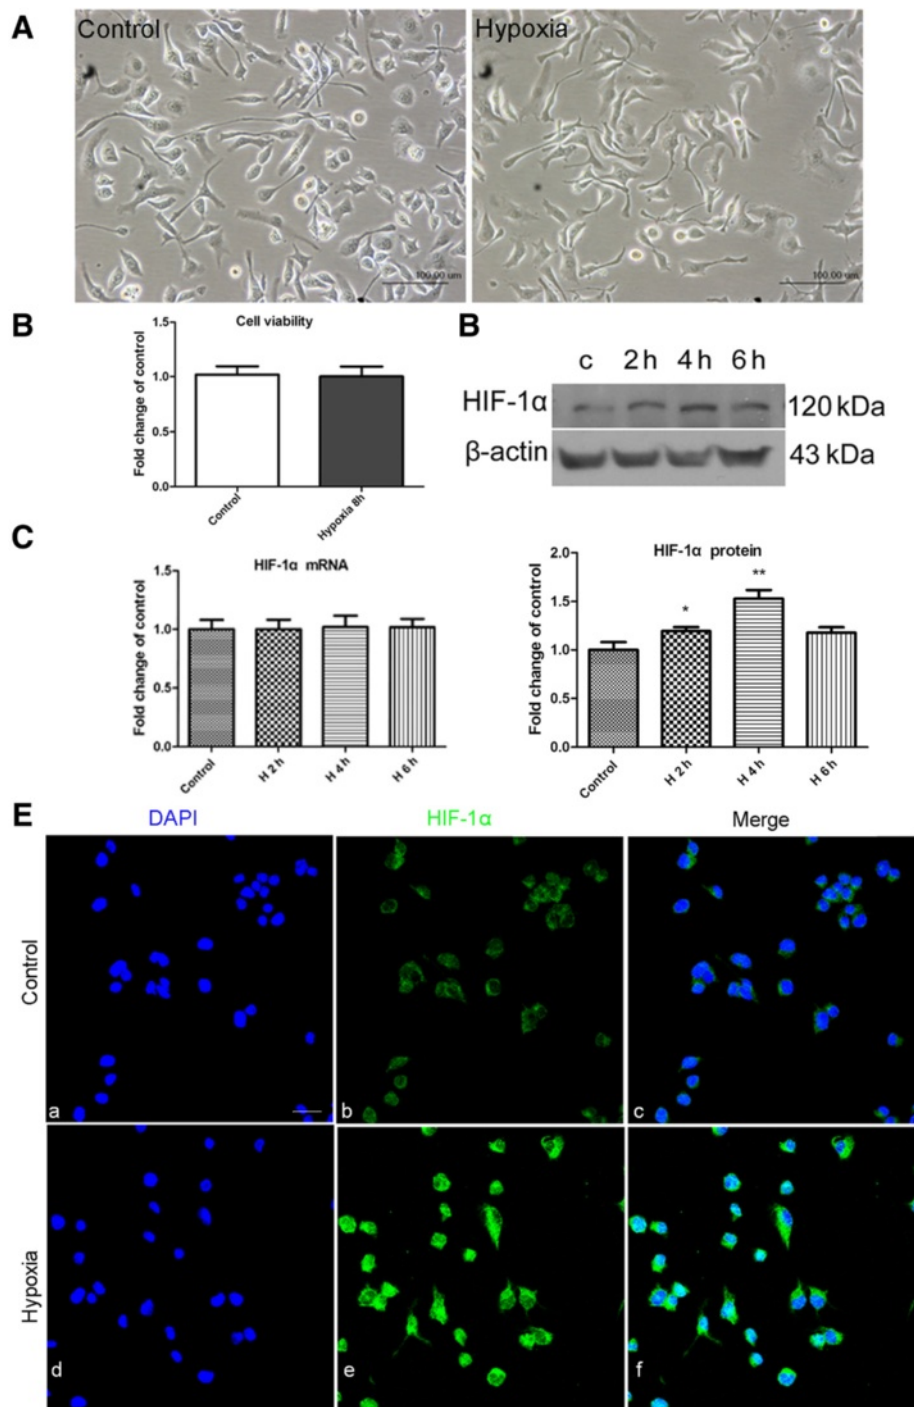 A
Control
Hypoxia
100.00 um
100.00 um
B
Cell viability
Fold change of control
1.5
1.0
0.5
0.0
Control
Hypoxia 8h
B
c 2 h 4 h 6 h
HIF-1α 120 kDa
β-actin 43 kDa
C
HIF-1α mRNA
Fold change of control
1.5
1.0
0.5
0.0
Control
H 2 h
H 4 h
H 6 h
HIF-1α protein
Fold change of control
2.0
1.5
1.0
0.5
0.0
*
**
Control
H 2 h
H 4 h
H 6 h
E
DAPI HIF-1α Merge
Control
a b c
Hypoxia
d e f